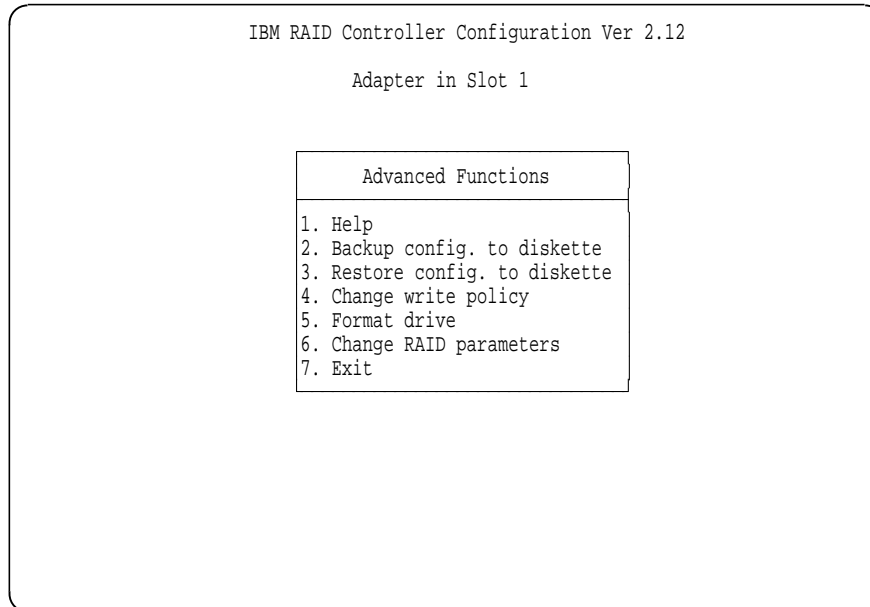 IBM RAID Controller Configuration Ver 2.12
Adapter in Slot 1
Advanced Functions
1. Help
2. Backup config. to diskette
3. Restore config. to diskette
4. Change write policy
5. Format drive
6. Change RAID parameters
7. Exit